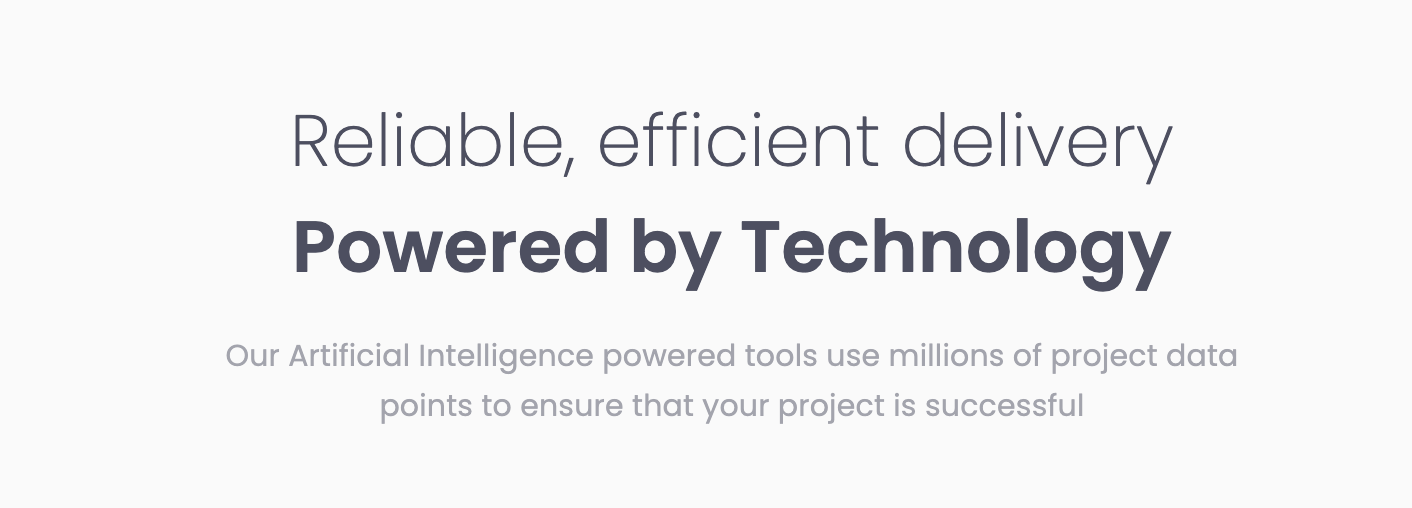 Reliable, efficient delivery
Powered by Technology
Our Artificial Intelligence powered tools use millions of project data
points to ensure that your project is successful